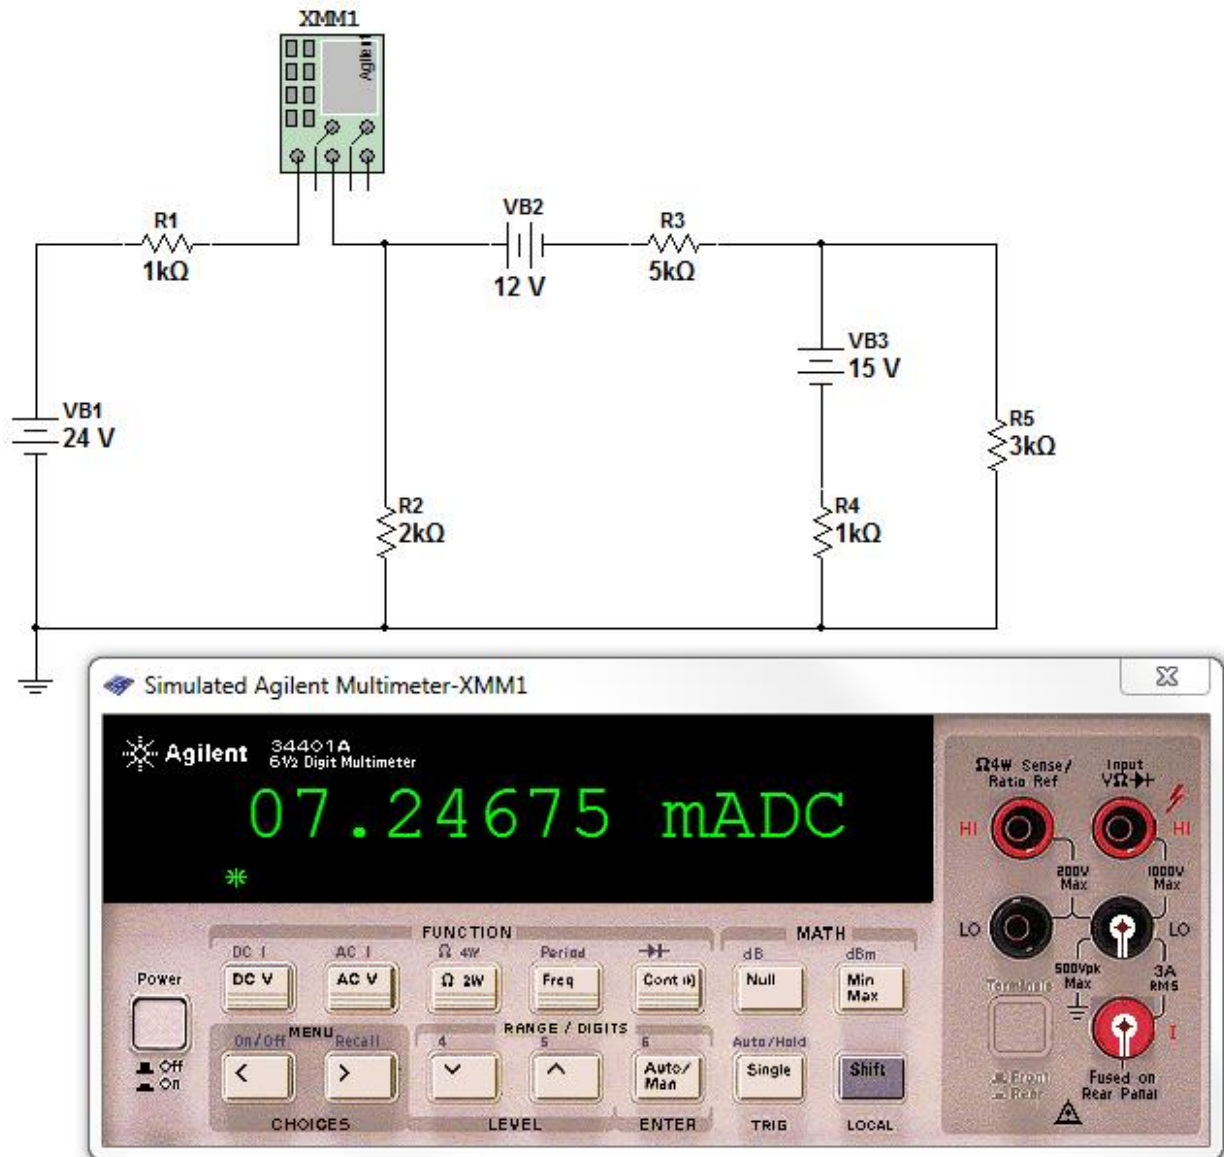 XMM1
Agilent
R1
1kΩ
VB2
12 V
R3
5kΩ
VB3
15 V
VB1
24 V
R5
3kΩ
R2
2kΩ
R4
1kΩ
Simulated Agilent Multimeter-XMM1
Agilent 34401A
6½ Digit Multimeter
07.24675 mADC
Ω4W Sense/
Ratio Ref
Input
VΩ
HI
HI
200V
Max
1000V
Max
LO
LO
500Vpk
Max
3A
RMS
Terminals
I
Front
Rear
Fused on
Rear Panal
FUNCTION
MATH
DC I
AC I
Ω 4W
Period
dB
dBm
Power
DC V
AC V
Ω 2W
Freq
Cont
Null
Min
Max
MENU
RANGE / DIGITS
On/Off
Recall
4
5
6
Auto/Hold
Off
On
<
>
Auto/
Man
Single
Shift
CHOICES
LEVEL
ENTER
TRIG
LOCAL